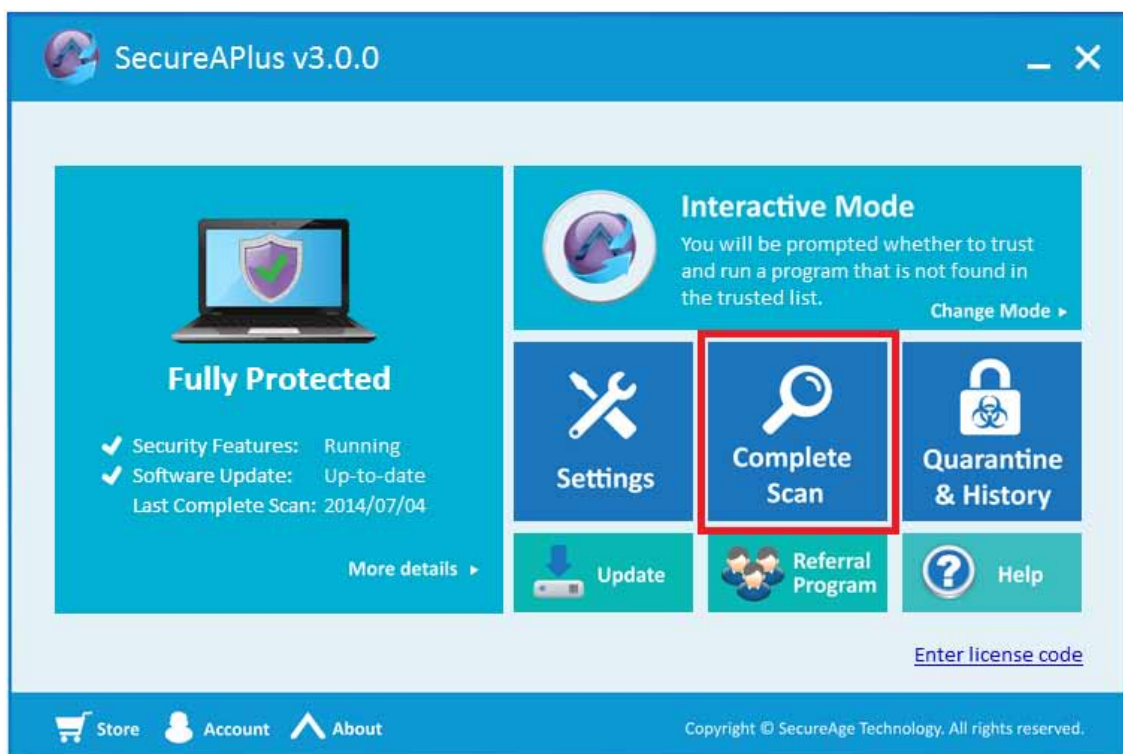 SecureAPlus v3.0.0
Fully Protected
Security Features: Running
Software Update: Up-to-date
Last Complete Scan: 2014/07/04
More details
Interactive Mode
You will be prompted whether to trust
and run a program that is not found in
the trusted list.
Change Mode
Settings
Complete
Scan
Quarantine
& History
Update
Referral
Program
Help
Enter license code
Store
Account
About
Copyright © SecureAge Technology. All rights reserved.